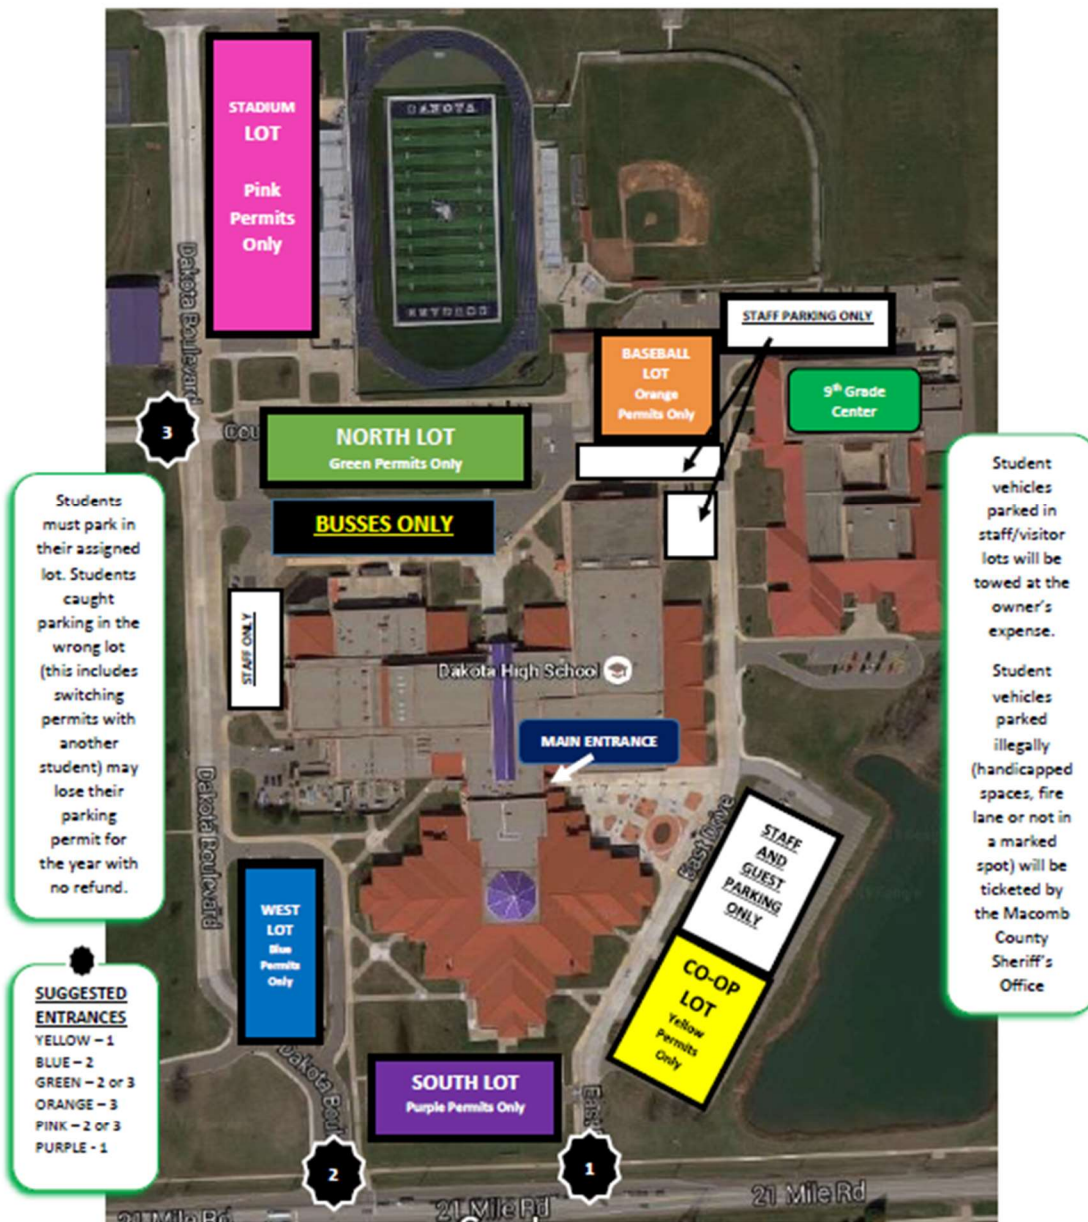 STADIUM
LOT
Pink
Permits
Only
DAKOTA
Dakota Boulevard
STAFF PARKING ONLY
BASEBALL
LOT
Orange
Permits Only
9th Grade
Center
3
NORTH LOT
Green Permits Only
BUSSES ONLY
Students
must park in
their assigned
lot. Students
caught
parking in the
wrong lot
(this includes
switching
permits with
another
student) may
lose their
parking
permit for
the year with
no refund.
Student
vehicles
parked in
staff/visitor
lots will be
towed at the
owner's
expense.
Student
vehicles
parked
illegally
(handicapped
spaces, fire
lane or not in
a marked
spot) will be
ticketed by
the Macomb
County
Sheriff's
Office
STAFF ONLY
Dakota High School
MAIN ENTRANCE
Dakota Boulevard
East Drive
STAFF
AND
GUEST
PARKING
ONLY
WEST
LOT
Blue
Permits
Only
CO-OP
LOT
Yellow
Permits
Only
SUGGESTED
ENTRANCES
YELLOW – 1
BLUE – 2
GREEN – 2 or 3
ORANGE – 3
PINK – 2 or 3
PURPLE - 1
Dakota Boul
SOUTH LOT
Purple Permits Only
East
2
1
21 Mile Rd
21 Mile Rd
21 Mile Rd